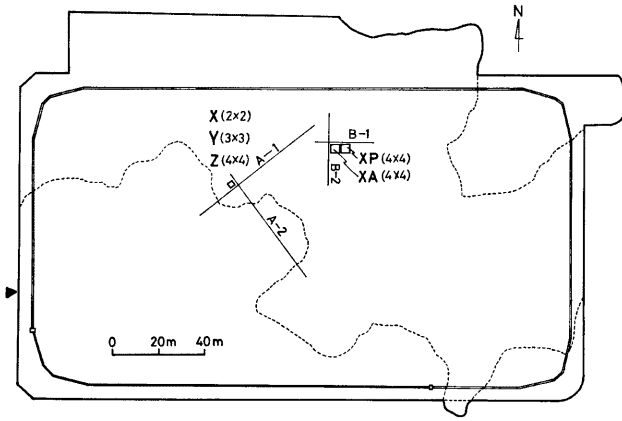 N
X (2×2)
Y (3×3)
Z (4×4)
A-1
A-2
B-1
B-2
XP (4×4)
XA (4×4)
0 20m 40m